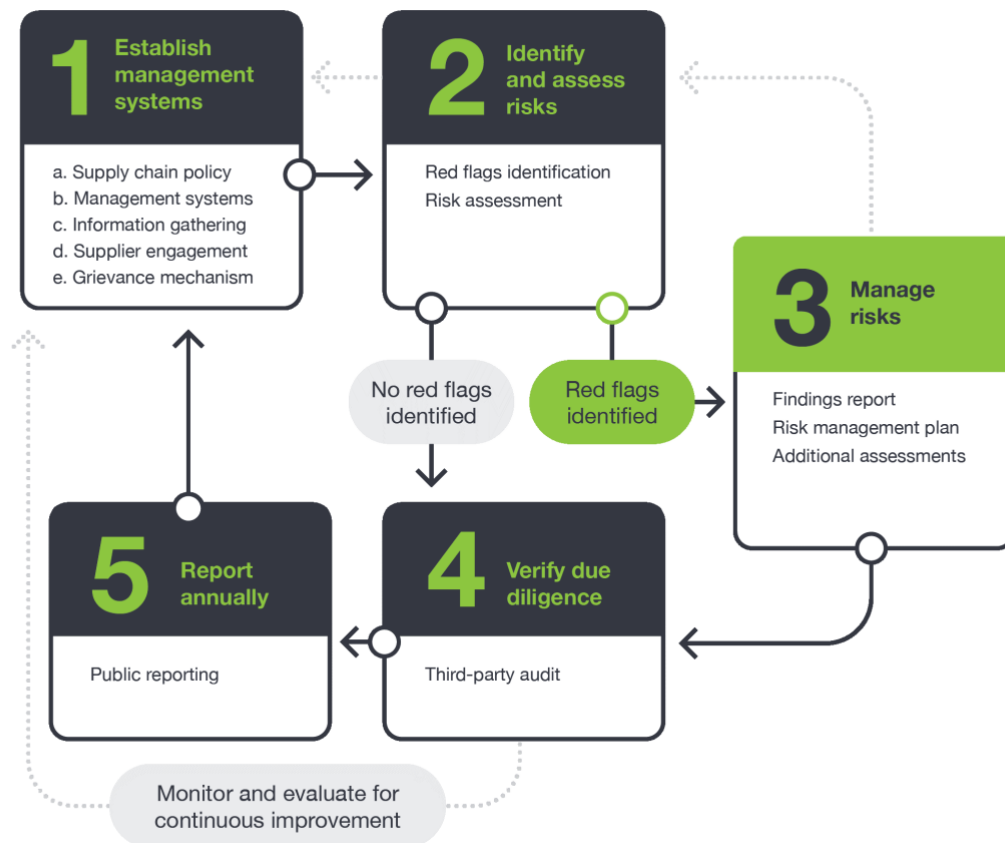 1
Establish
management
systems
a. Supply chain policy
b. Management systems
c. Information gathering
d. Supplier engagement
e. Grievance mechanism
2
Identify
and assess
risks
Red flags identification
Risk assessment
No red flags
identified
Red flags
identified
3
Manage
risks
Findings report
Risk management plan
Additional assessments
4
Verify due
diligence
Third-party audit
5
Report
annually
Public reporting
Monitor and evaluate for
continuous improvement